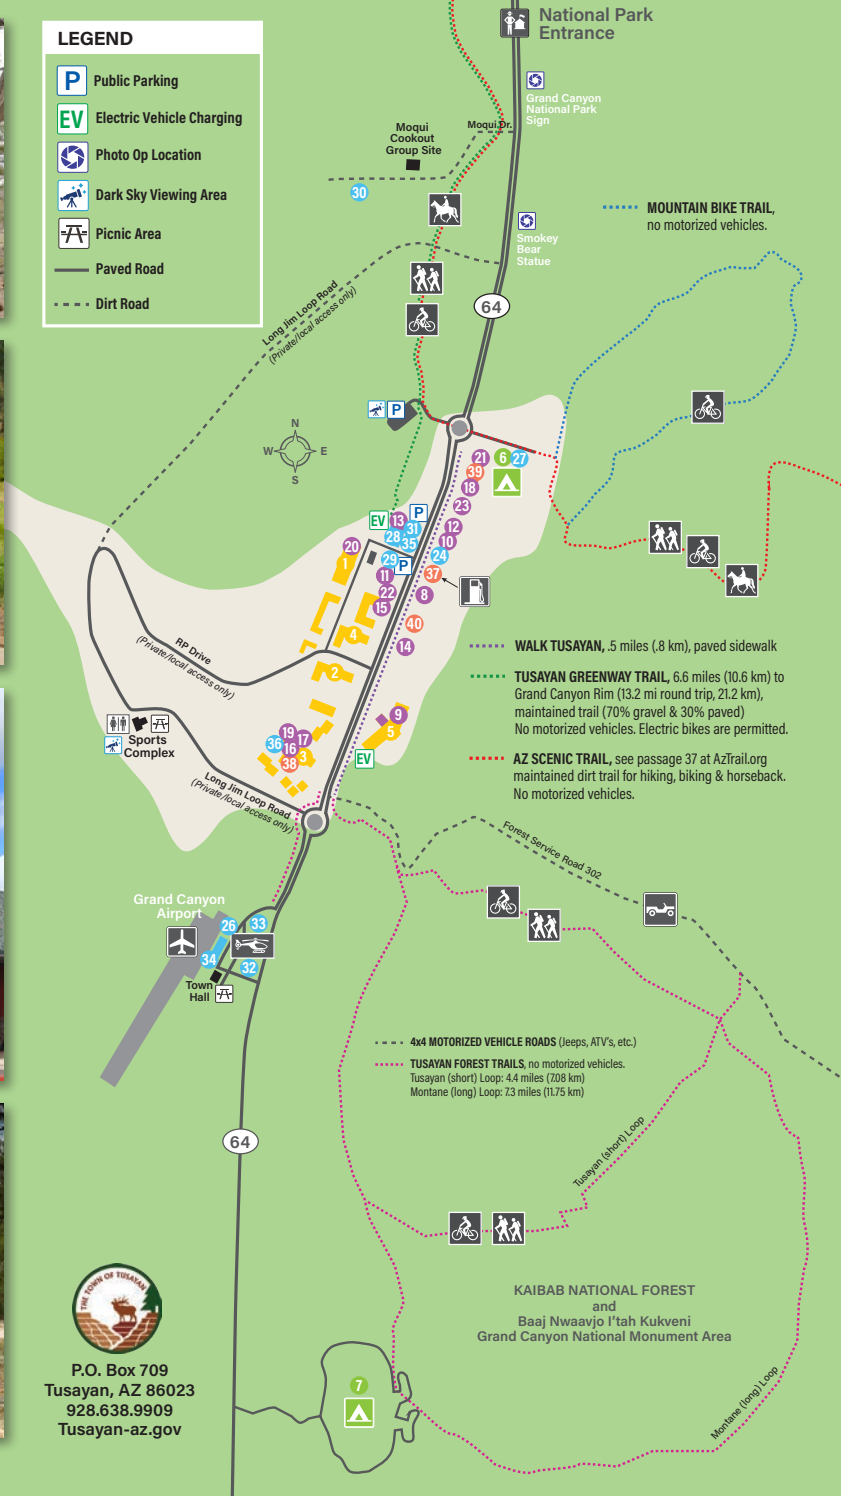 LEGEND
P Public Parking
EV Electric Vehicle Charging
Photo Op Location
Dark Sky Viewing Area
Picnic Area
Paved Road
Dirt Road
National Park
Entrance
Grand Canyon
National Park
Sign
Moqui Dr.
Moqui
Cookout
Group Site
30
Smokey
Bear
Statue
MOUNTAIN BIKE TRAIL,
no motorized vehicles.
64
Long Jim Loop Road
(Private/local access only)
P
N
W E
S
21 6 27
39
18
23
EV 13 P
12
28 31
35
10
20
1
29 P
24
11
37
22
8
15
40
4
14
2
RP Drive
(Private/local access only)
WALK TUSAYAN, .5 miles (.8 km), paved sidewalk
TUSAYAN GREENWAY TRAIL, 6.6 miles (10.6 km) to
Grand Canyon Rim (13.2 mi round trip, 21.2 km),
maintained trail (70% gravel & 30% paved)
No motorized vehicles. Electric bikes are permitted.
AZ SCENIC TRAIL, see passage 37 at AzTrail.org
maintained dirt trail for hiking, biking & horseback.
No motorized vehicles.
9
5
EV
19
36 16 17
38 3
Sports
Complex
Long Jim Loop Road
(Private/local access only)
Forest Service Road 302
Grand Canyon
Airport
26 33
34 32
Town
Hall
4x4 MOTORIZED VEHICLE ROADS (Jeeps, ATV's, etc.)
TUSAYAN FOREST TRAILS, no motorized vehicles.
Tusayan (short) Loop: 4.4 miles (7.08 km)
Montane (long) Loop: 7.3 miles (11.75 km)
64
Tusayan (short) Loop
KAIBAB NATIONAL FOREST
and
Baaj Nwaavjo I'tah Kukveni
Grand Canyon National Monument Area
Montane (long) Loop
7
THE TOWN OF TUSAYAN
P.O. Box 709
Tusayan, AZ 86023
928.638.9909
Tusayan-az.gov